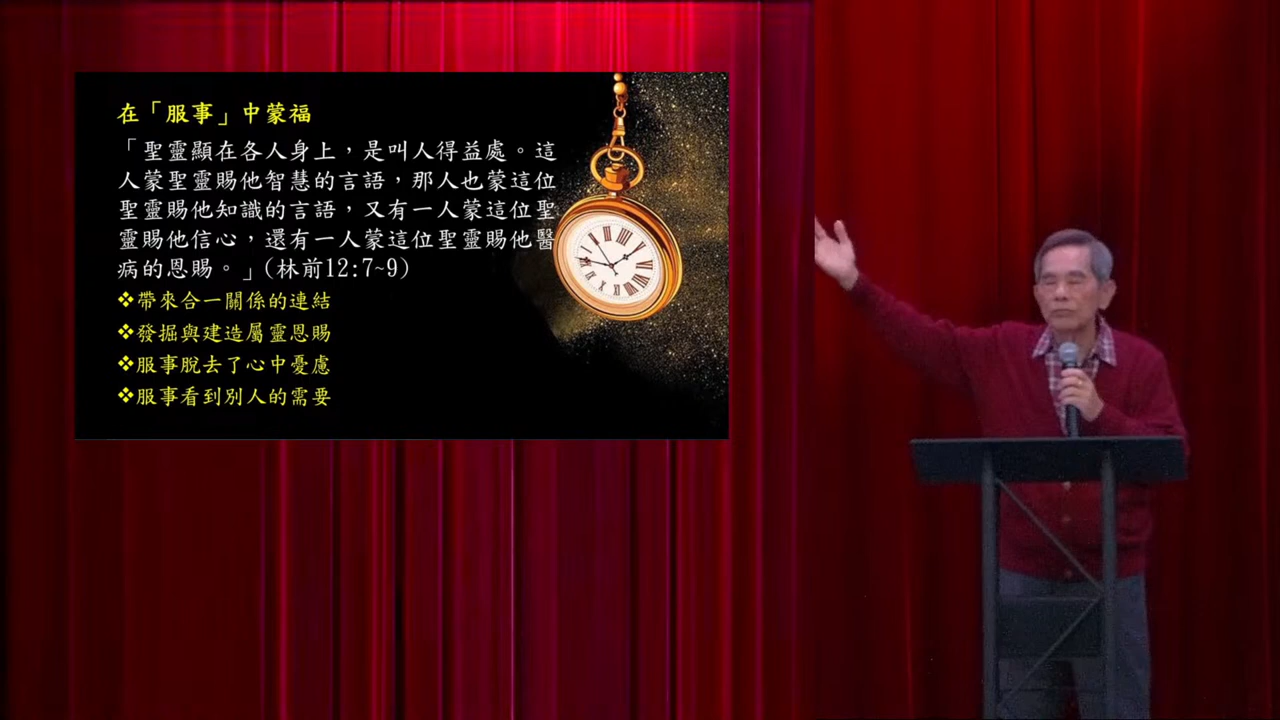 在「服事」中蒙福
「聖靈顯在各人身上，是叫人得益處。這
人蒙聖靈賜他智慧的言語，那人也蒙這位
聖靈賜他知識的言語，又有一人蒙這位聖
靈賜他信心，還有一人蒙這位聖靈賜他醫
病的恩賜。」(林前12:7~9)
❖帶來合一關係的連結
❖發掘與建造屬靈恩賜
❖服事脫去了心中憂慮
❖服事看到別人的需要